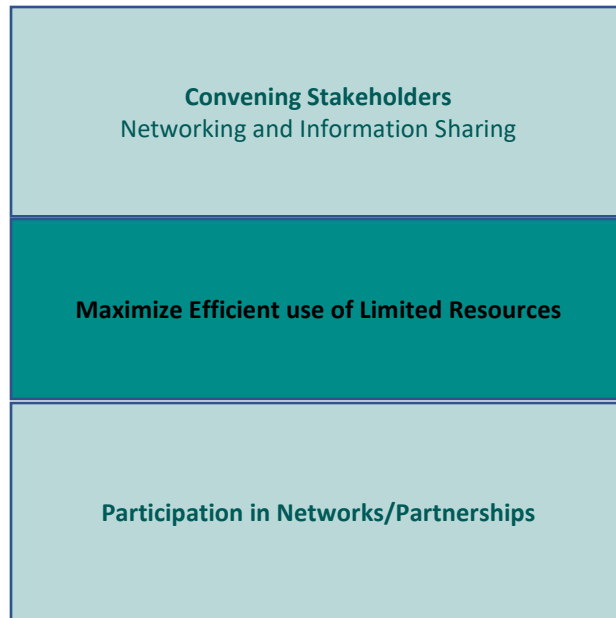 Convening Stakeholders
Networking and Information Sharing
Maximize Efficient use of Limited Resources
Participation in Networks/Partnerships